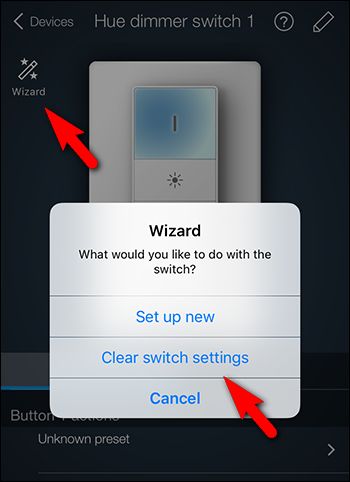 Devices
Hue dimmer switch 1
?
Wizard
Wizard
What would you like to do with the
switch?
Set up new
Clear switch settings
Cancel
Button
actions
Unknown preset